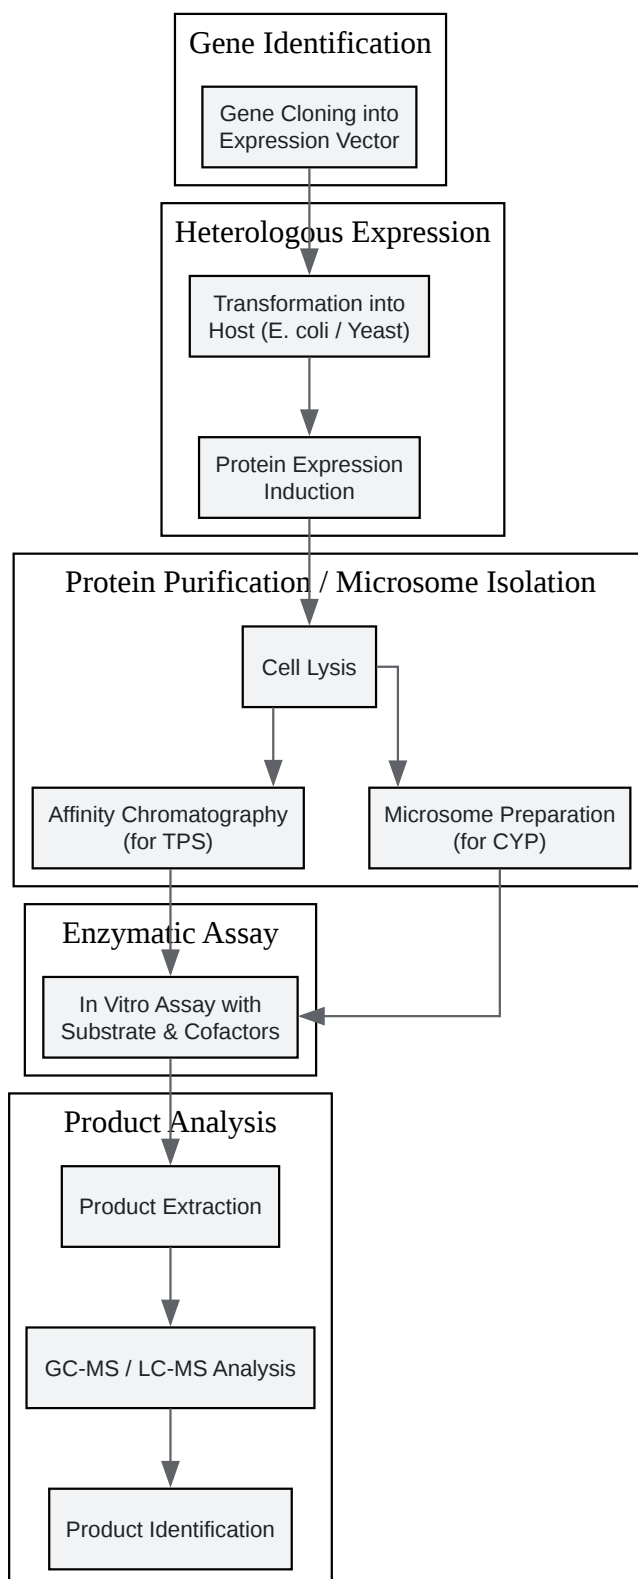 Gene Identification
Gene Cloning into
Expression Vector
Heterologous Expression
Transformation into
Host (E. coli / Yeast)
Protein Expression
Induction
Protein Purification / Microsome Isolation
Cell Lysis
Affinity Chromatography
(for TPS)
Microsome Preparation
(for CYP)
Enzymatic Assay
In Vitro Assay with
Substrate & Cofactors
Product Analysis
Product Extraction
GC-MS / LC-MS Analysis
Product Identification